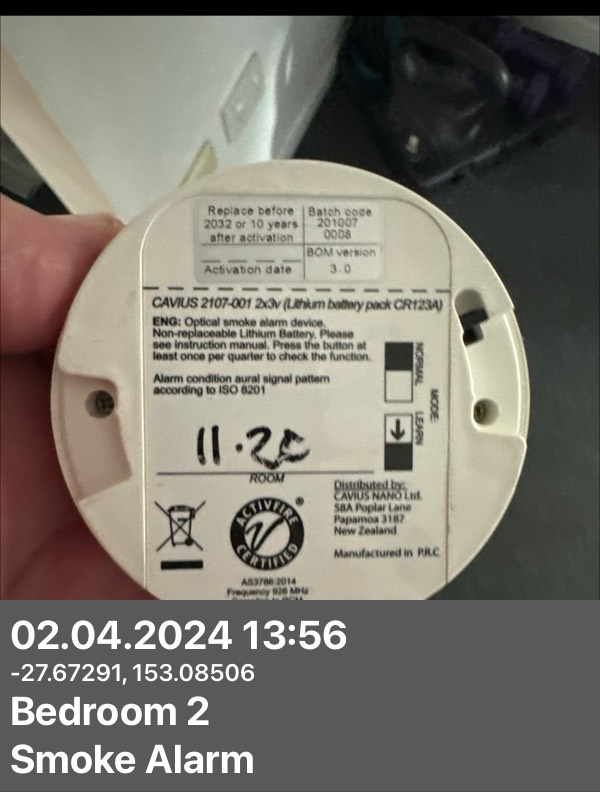 Replace before
2032 or 10 years
after activation
Activation date
Batch code
201007
0008
BOM version
3.0
CAVIUS 2107-001 2x3v (Lithium battery pack CR123A)
ENG: Optical smoke alarm device.
Non-replaceable Lithium Battery. Please
see instruction manual. Press the button at
least once per quarter to check the function.
Alarm condition aural signal pattern
according to ISO 8201
NORMAL
MODE:
LEARN
11.20
ROOM
ACTIVFIRE
®
CERTIFIED
Distributed by:
CAVIUS NANO Ltd.
58A Poplar Lane
Papamoa 3187
New Zealand
Manufactured in P.R.C
AS3786:2014
Frequency 926 MHz
02.04.2024 13:56
-27.67291, 153.08506
Bedroom 2
Smoke Alarm